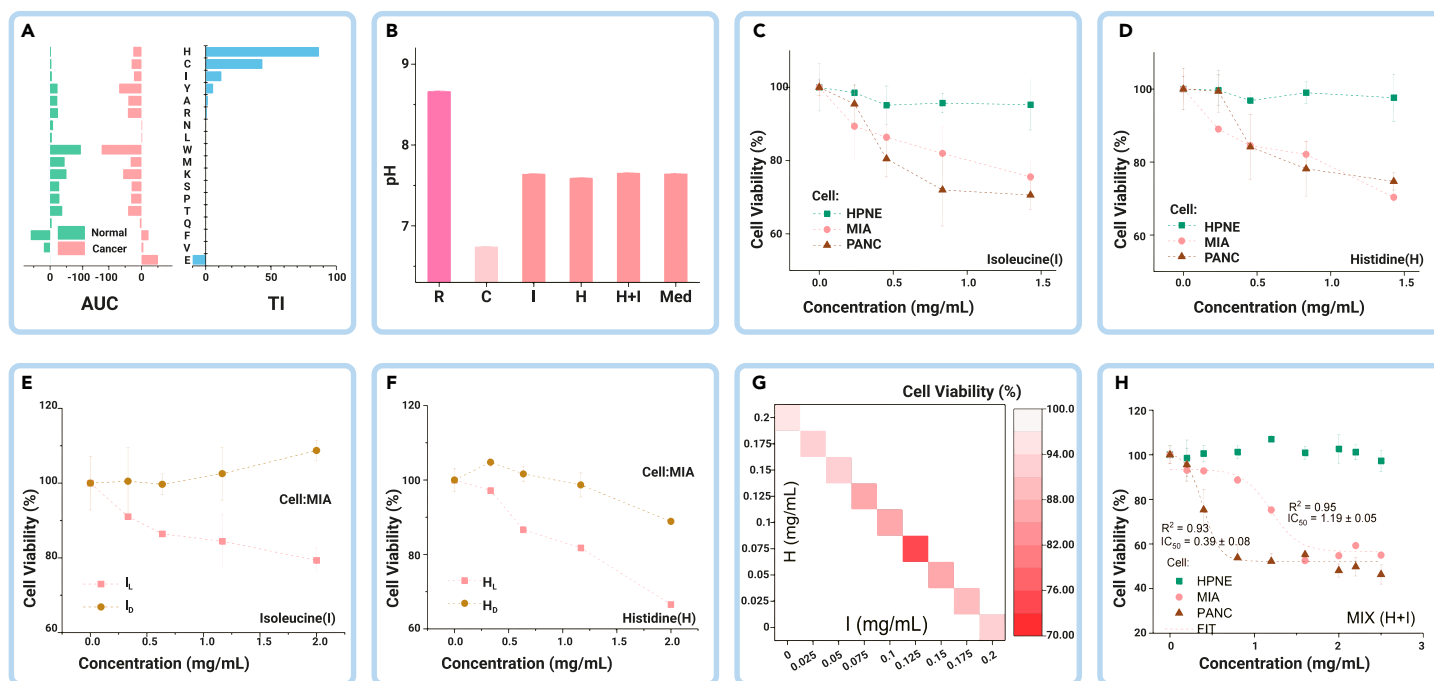 A
H
C
I
Y
A
R
N
L
W
M
K
S
P
T
Q
F
V
E
Normal
Cancer
0 -100 -100 0
0 100
AUC
TI
B
pH
9
8
7
R C I H H+I Med
C
Cell Viability (%)
100
80
60
Cell:
HPNE
MIA
PANC
Isoleucine(I)
0.0 0.5 1.0 1.5
Concentration (mg/mL)
D
Cell Viability (%)
100
80
60
Cell:
HPNE
MIA
PANC
Histidine(H)
0.0 0.5 1.0 1.5
Concentration (mg/mL)
E
Cell Viability (%)
120
100
80
60
Cell:MIA
I_L
I_D
Isoleucine(I)
0.0 0.5 1.0 1.5 2.0
Concentration (mg/mL)
F
Cell Viability (%)
120
100
80
60
Cell:MIA
H_L
H_D
Histidine(H)
0.0 0.5 1.0 1.5 2.0
Concentration (mg/mL)
G
Cell Viability (%)
H (mg/mL)
0.2
0.175
0.15
0.125
0.1
0.075
0.05
0.025
0
I (mg/mL)
0 0.025 0.05 0.075 0.1 0.125 0.15 0.175 0.2
100.0
94.00
88.00
82.00
76.00
70.00
H
Cell Viability (%)
120
100
80
60
40
20
R² = 0.95
IC₅₀ = 1.19 ± 0.05
R² = 0.93
IC₅₀ = 0.39 ± 0.08
Cell:
HPNE
MIA
PANC
FIT
MIX (H+I)
0 1 2 3
Concentration (mg/mL)